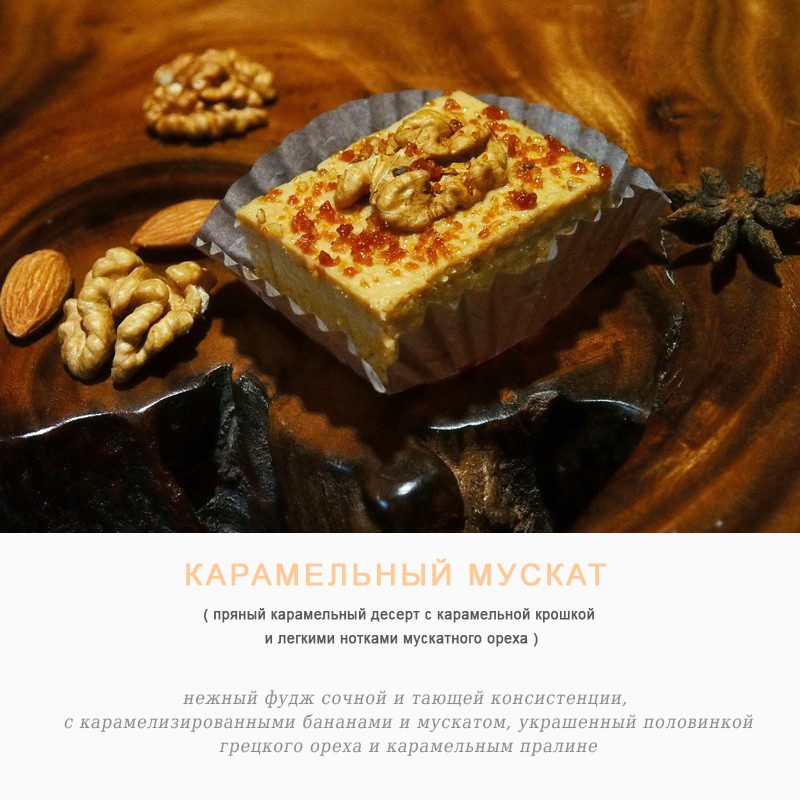 КАРАМЕЛЬНЫЙ МУСКАТ
( пряный карамельный десерт с карамельной крошкой
и легкими нотками мускатного ореха )
нежный фудж сочной и тающей консистенции,
с карамелизированными бананами и мускатом, украшенный половинкой
грецкого ореха и карамельным пралине